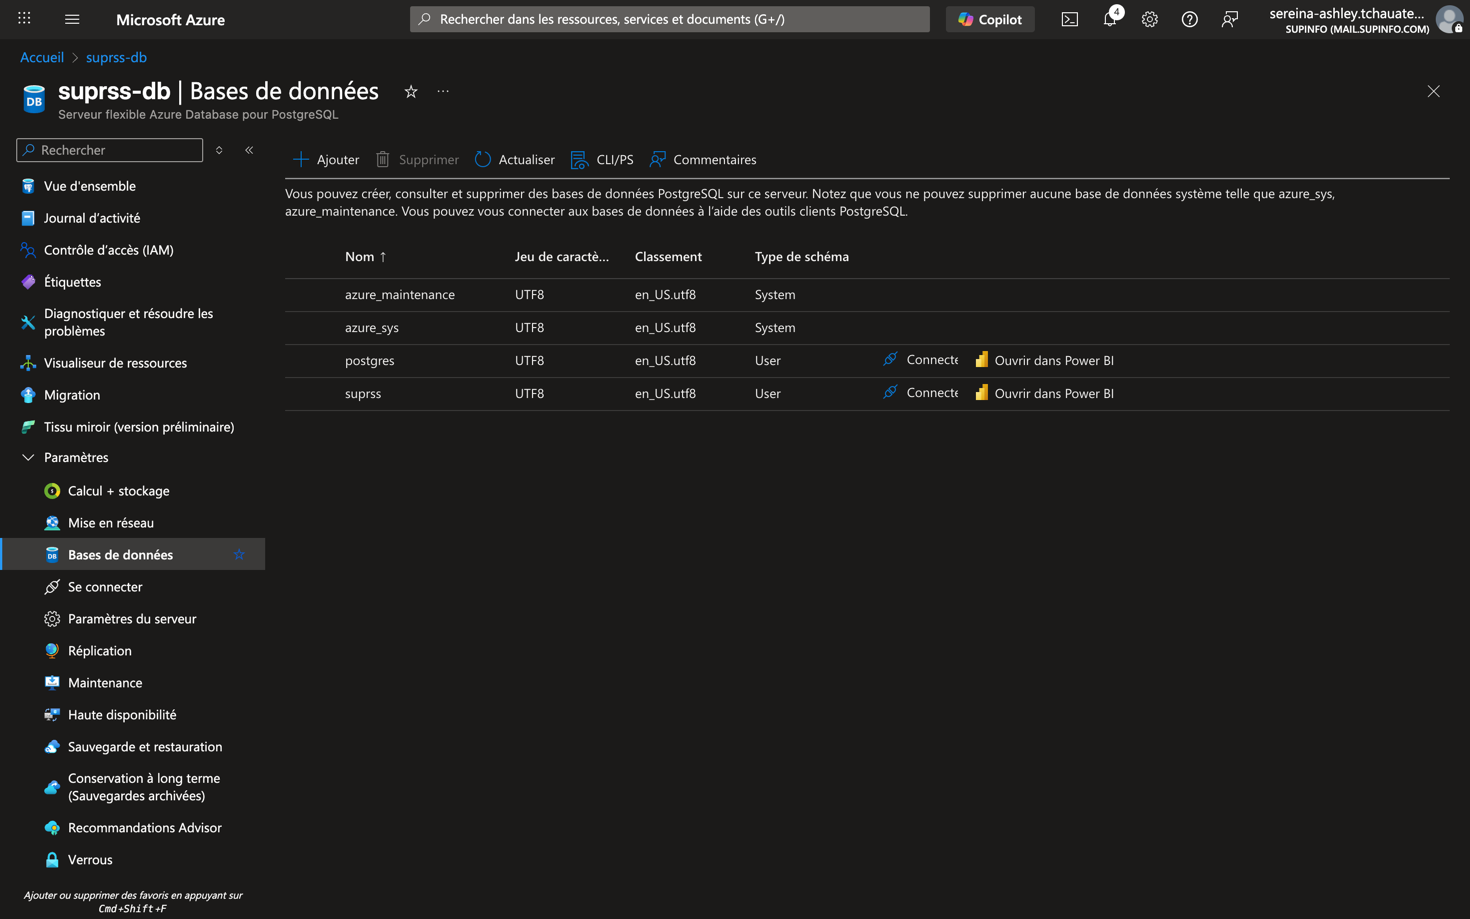 Microsoft Azure
Rechercher dans les ressources, services et documents (G+/)
Copilot
4
sereina-ashley.tchauate...
SUPINFO (MAIL.SUPINFO.COM)
Accueil > suprss-db
suprss-db | Bases de données
Serveur flexible Azure Database pour PostgreSQL
Rechercher
Ajouter
Supprimer
Actualiser
CLI/PS
Commentaires
Vous pouvez créer, consulter et supprimer des bases de données PostgreSQL sur ce serveur. Notez que vous ne pouvez supprimer aucune base de données système telle que azure_sys,
azure_maintenance. Vous pouvez vous connecter aux bases de données à l'aide des outils clients PostgreSQL.
Nom ↑ Jeu de caractè... Classement Type de schéma
azure_maintenance UTF8 en_US.utf8 System
azure_sys UTF8 en_US.utf8 System
postgres UTF8 en_US.utf8 User Connecte Ouvrir dans Power BI
suprss UTF8 en_US.utf8 User Connecte Ouvrir dans Power BI
Vue d'ensemble
Journal d’activité
Contrôle d’accès (IAM)
Étiquettes
Diagnostiquer et résoudre les
problèmes
Visualiseur de ressources
Migration
Tissu miroir (version préliminaire)
Paramètres
Calcul + stockage
Mise en réseau
Bases de données
Se connecter
Paramètres du serveur
Réplication
Maintenance
Haute disponibilité
Sauvegarde et restauration
Conservation à long terme
(Sauvegardes archivées)
Recommandations Advisor
Verrous
Ajouter ou supprimer des favoris en appuyant sur
Cmd+Shift+F